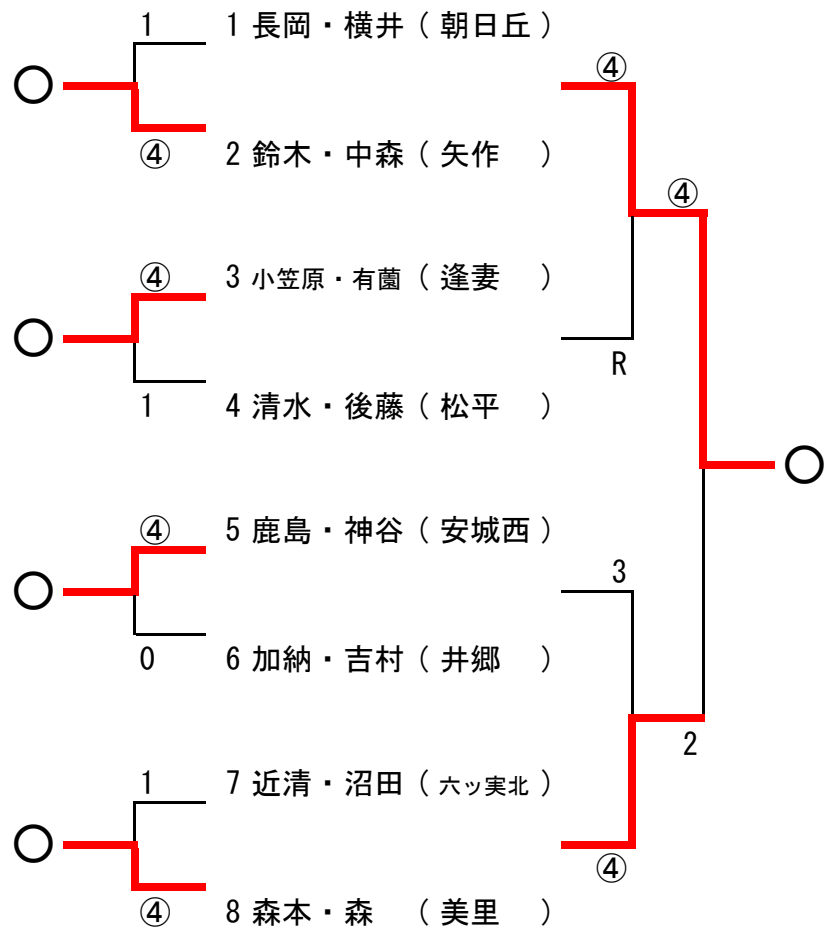 1 1 長岡・横井（朝日丘）
④
○
④ 2 鈴木・中森（矢作　）
④
④ 3 小笠原・有薗（逢妻　）
○
R
1 4 清水・後藤（松平　）
○
④ 5 鹿島・神谷（安城西）
3
○
0 6 加納・吉村（井郷　）
2
1 7 近清・沼田（六ッ実北）
○
④
④ 8 森本・森　（美里　）